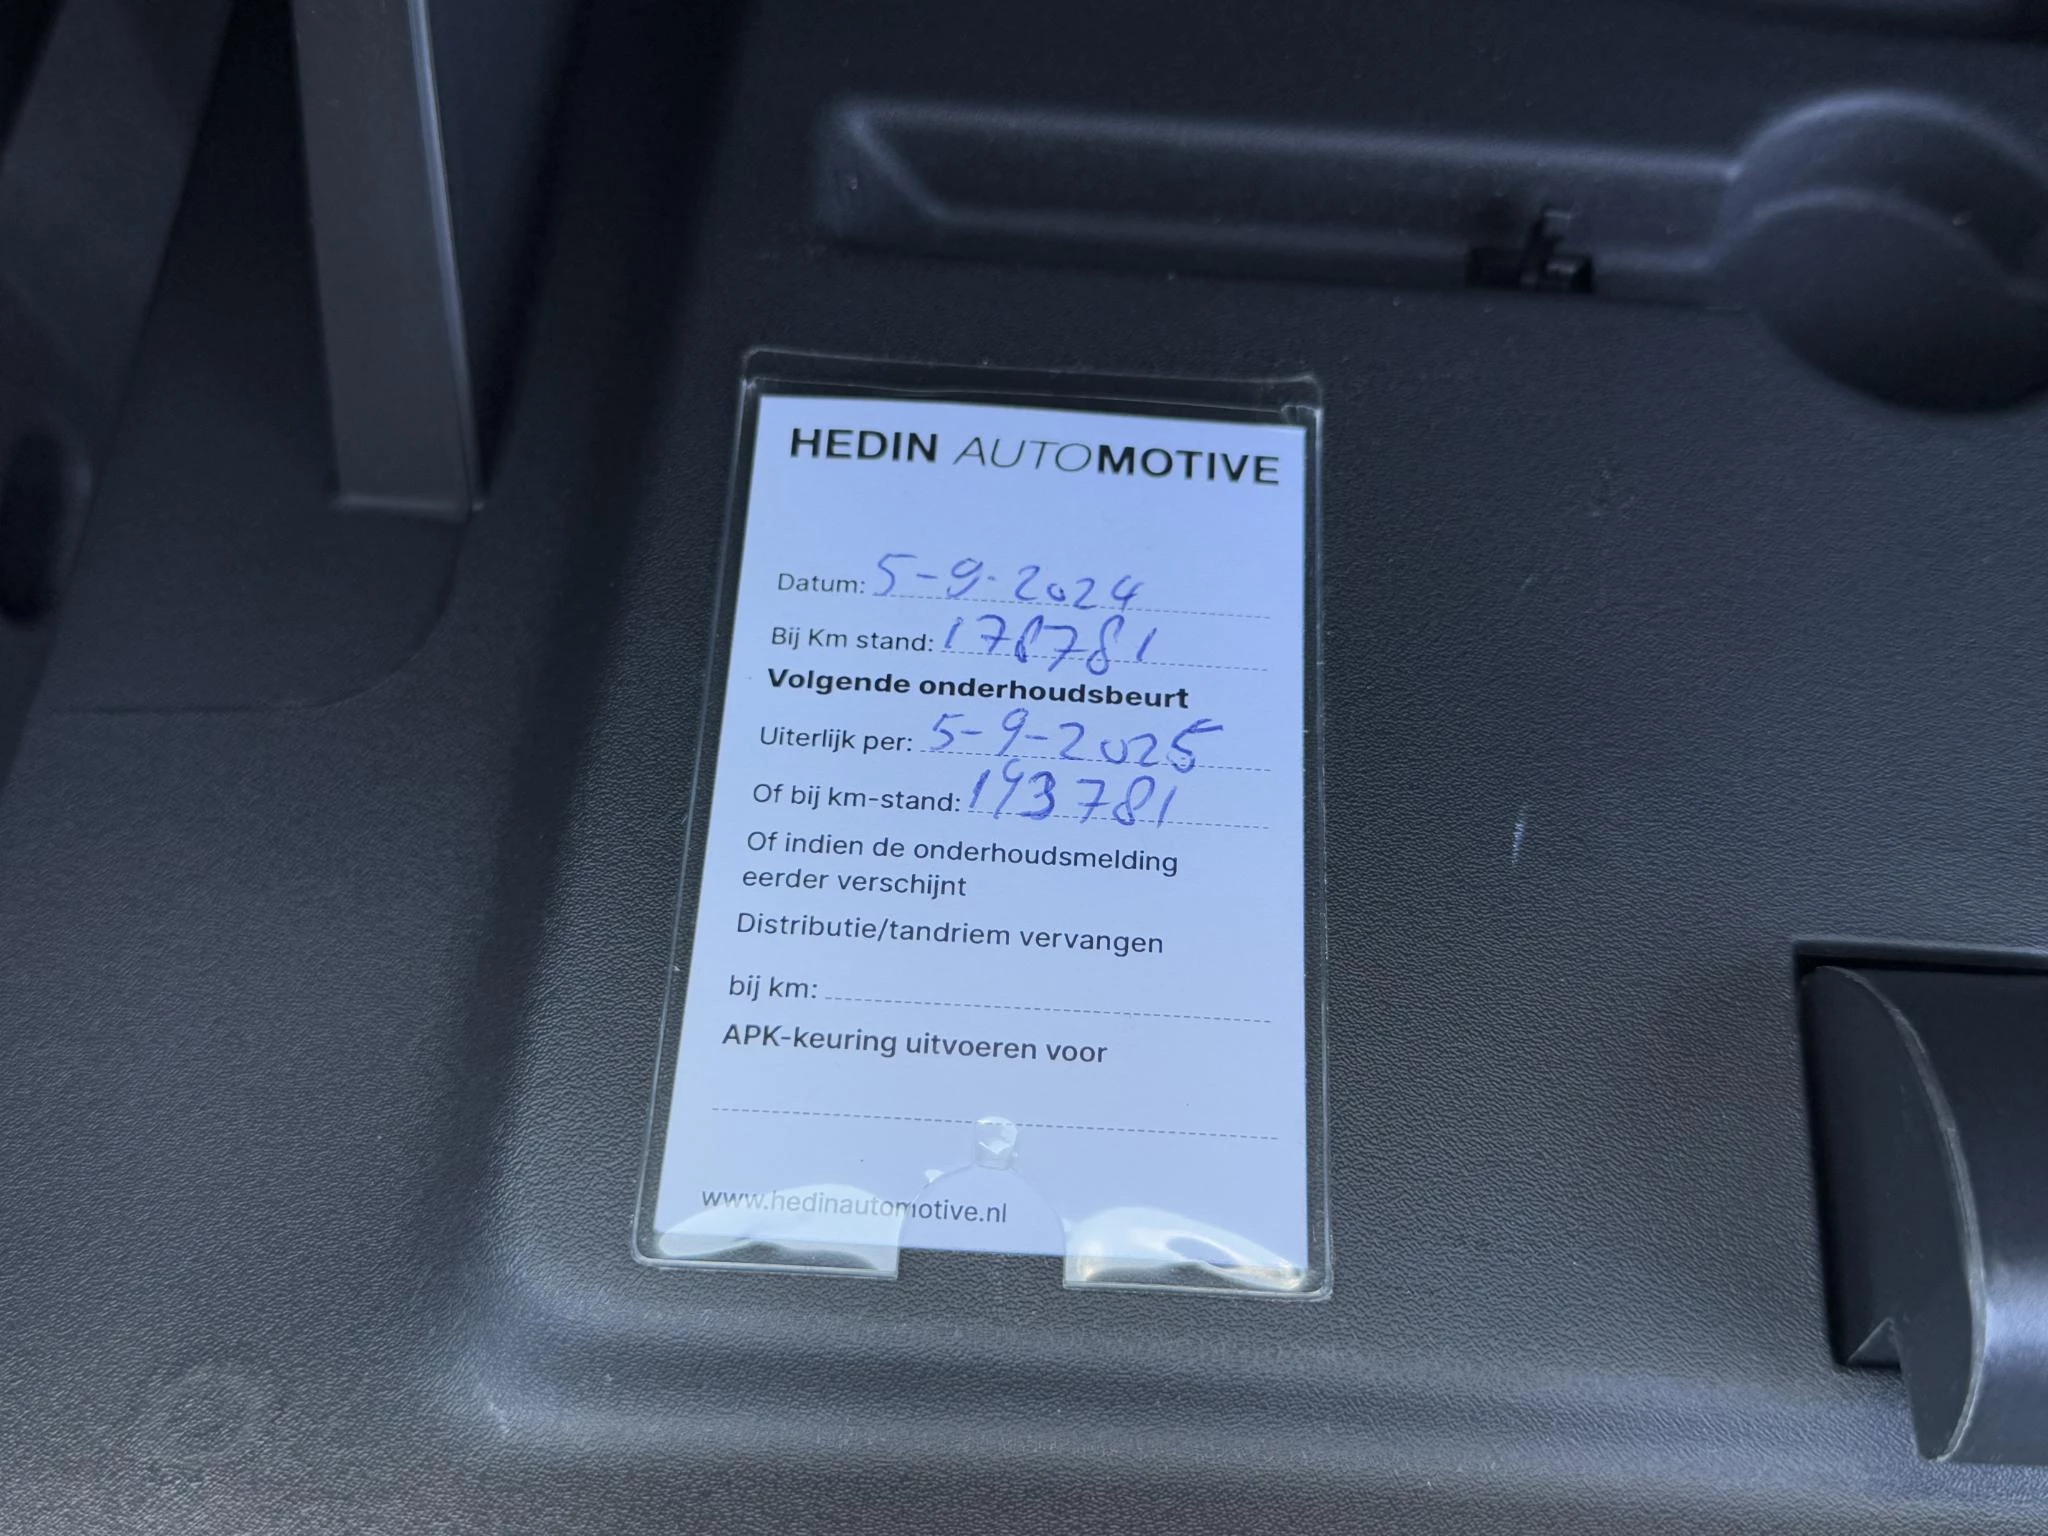 HEDIN AUTOMOTIVE
Datum: 5-9-2024
Bij Km stand: 178781
Volgende onderhoudsbeurt
Uiterlijk per: 5-9-2025
Of bij km-stand: 193781
Of indien de onderhoudsmelding
eerder verschijnt
Distributie/tandriem vervangen
bij km:
APK-keuring uitvoeren voor
www.hedinautomotive.nl